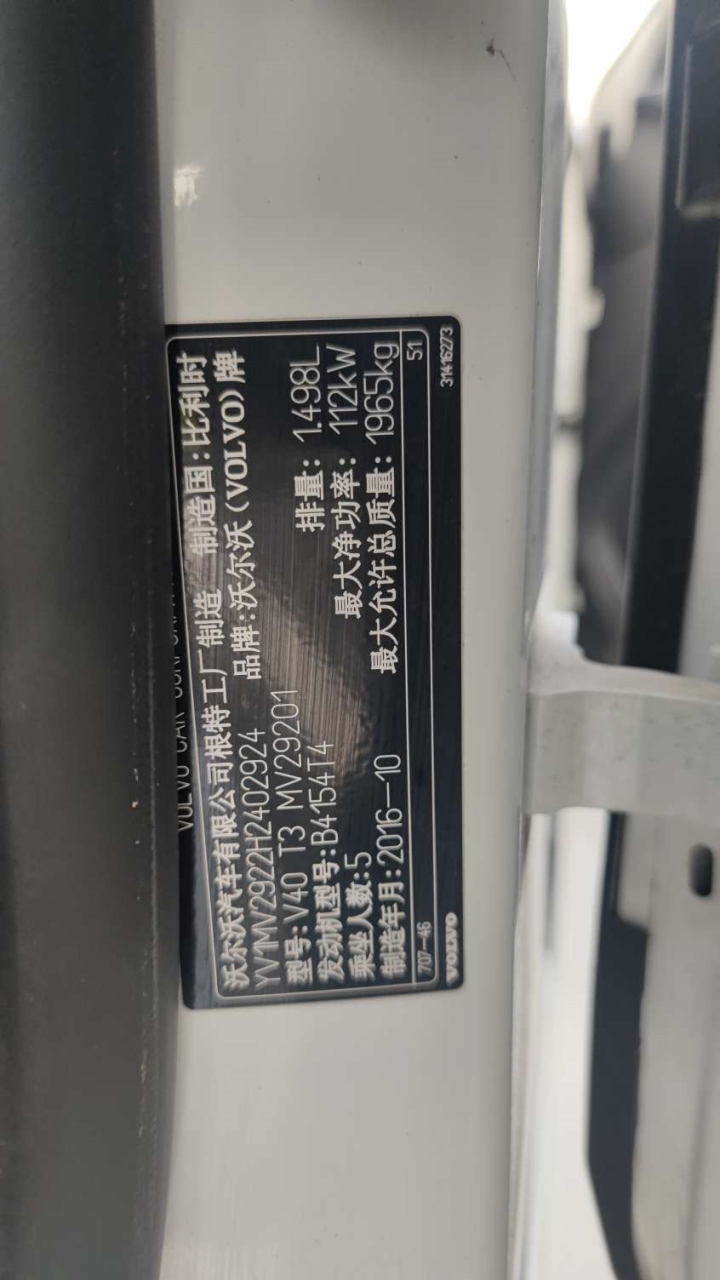 VOLVO CAR CORPORATION
沃尔沃汽车有限公司根特工厂制造 制造国:比利时
YV1MV2922H2402924 品牌:沃尔沃(VOLVO)牌
型号:V40 T3 MV29201 排量: 1.498L
发动机型号:B4154T4 最大净功率: 112kW
乘坐人数:5 最大允许总质量: 1965kg
制造年月:2016-10
707-46 51
VOLVO 31416273